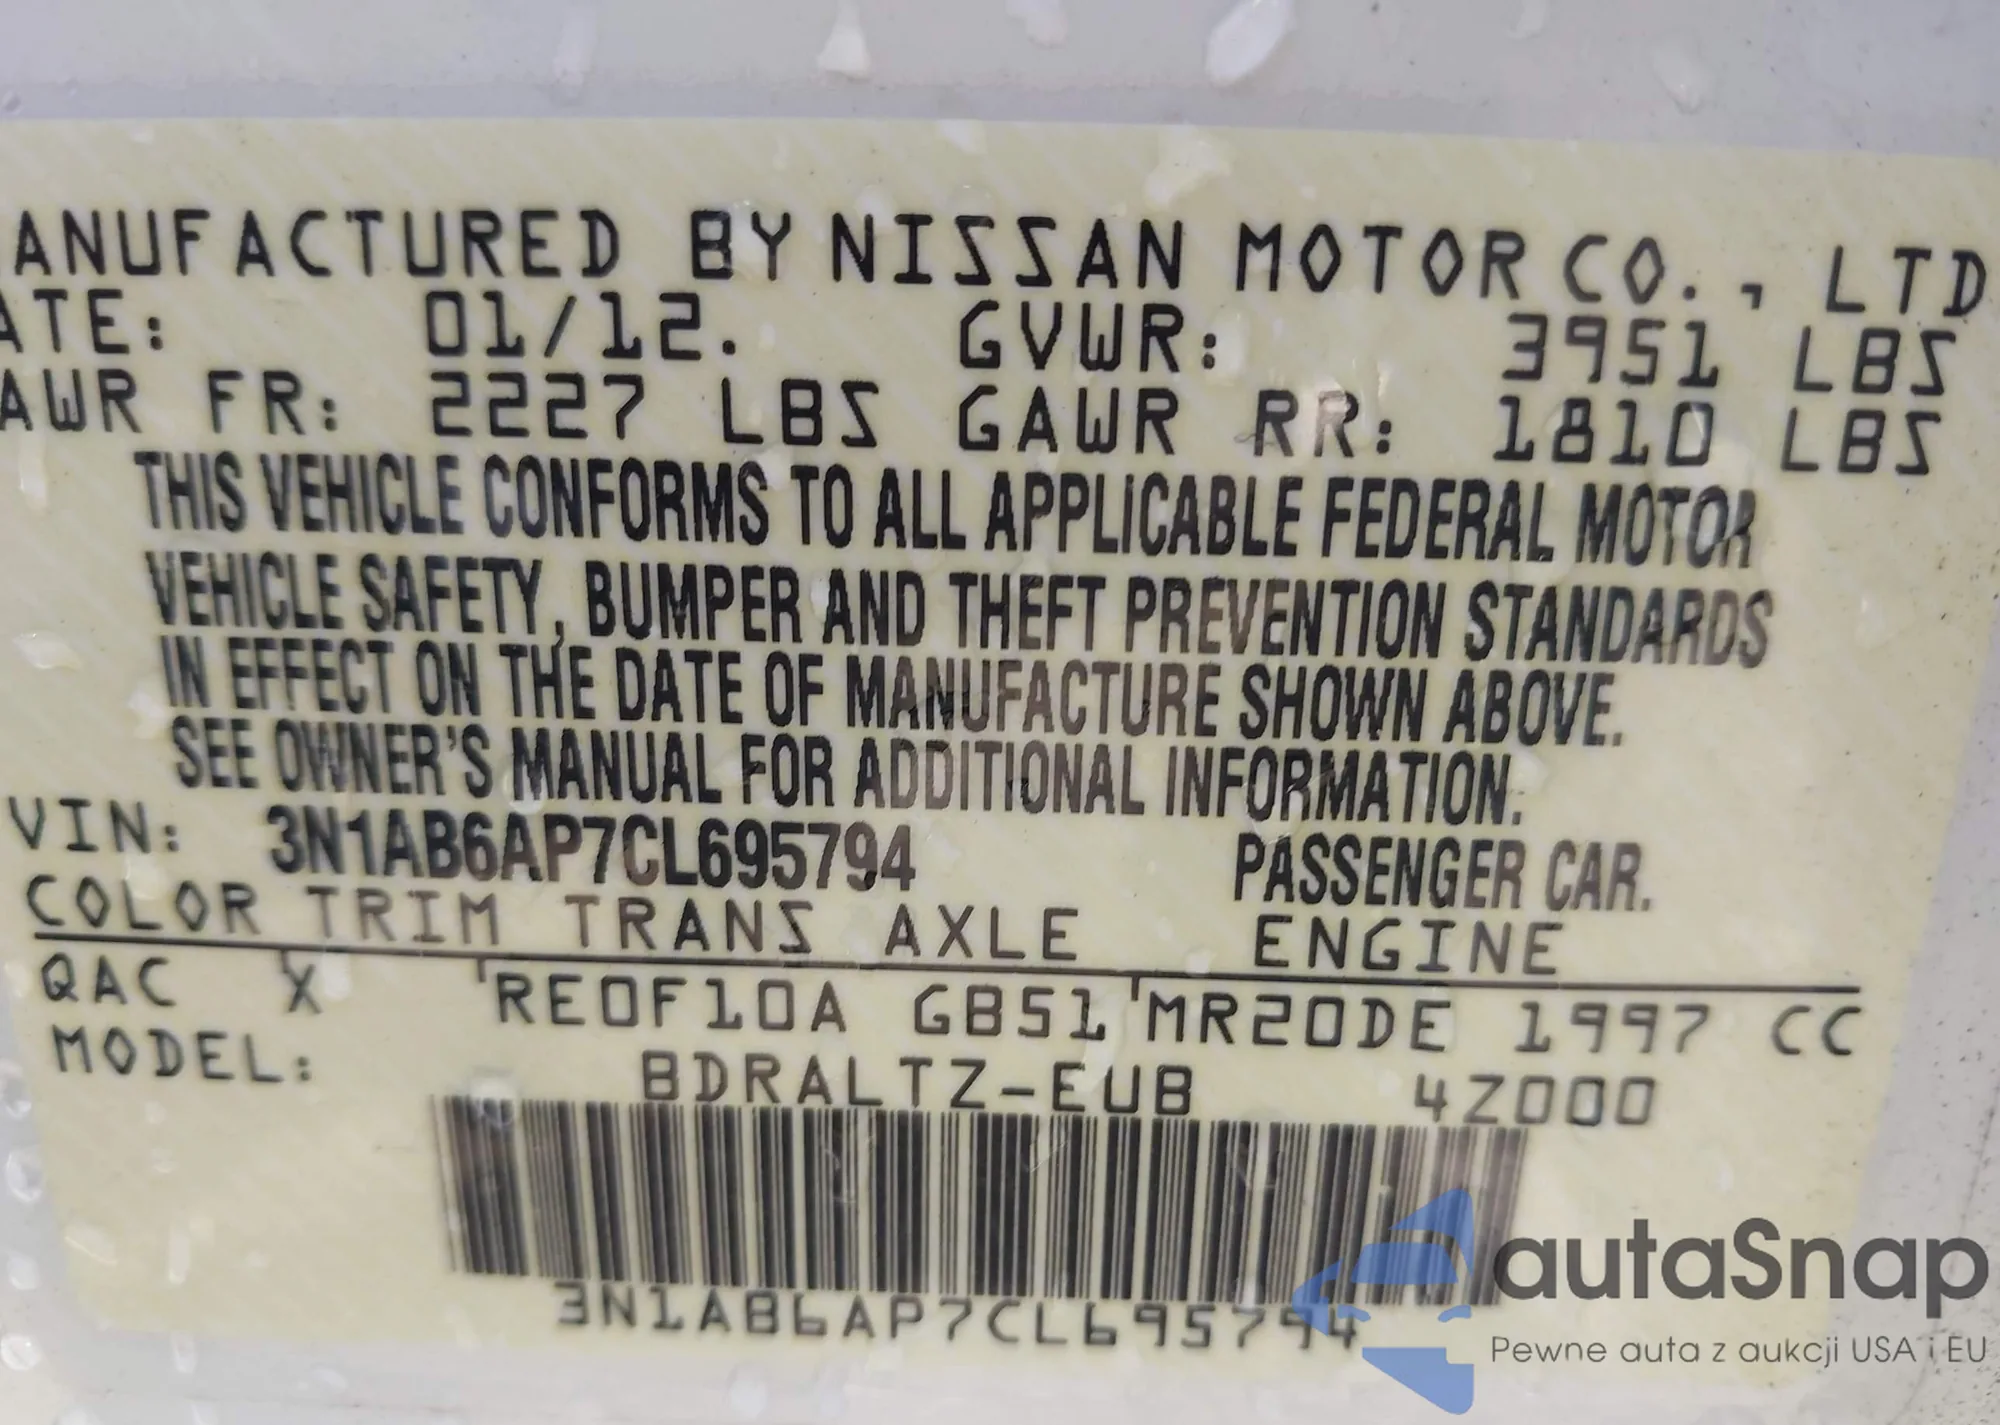 ANUFACTURED BY NISSAN MOTOR CO., LTD
ATE: 01/12. GVWR: 3951 LBS
AWR FR: 2227 LBS GAWR RR: 1810 LBS
THIS VEHICLE CONFORMS TO ALL APPLICABLE FEDERAL MOTOR
VEHICLE SAFETY, BUMPER AND THEFT PREVENTION STANDARDS
IN EFFECT ON THE DATE OF MANUFACTURE SHOWN ABOVE.
SEE OWNER'S MANUAL FOR ADDITIONAL INFORMATION.
VIN: 3N1AB6AP7CL695794 PASSENGER CAR.
COLOR TRIM TRANS AXLE ENGINE
QAC X RE0F10A GB51 MR20DE 1997 CC
MODEL: BDRALTZ-EUB 4Z000
3N1AB6AP7CL695794
autaSnap
Pewne auta z aukcji USA i EU